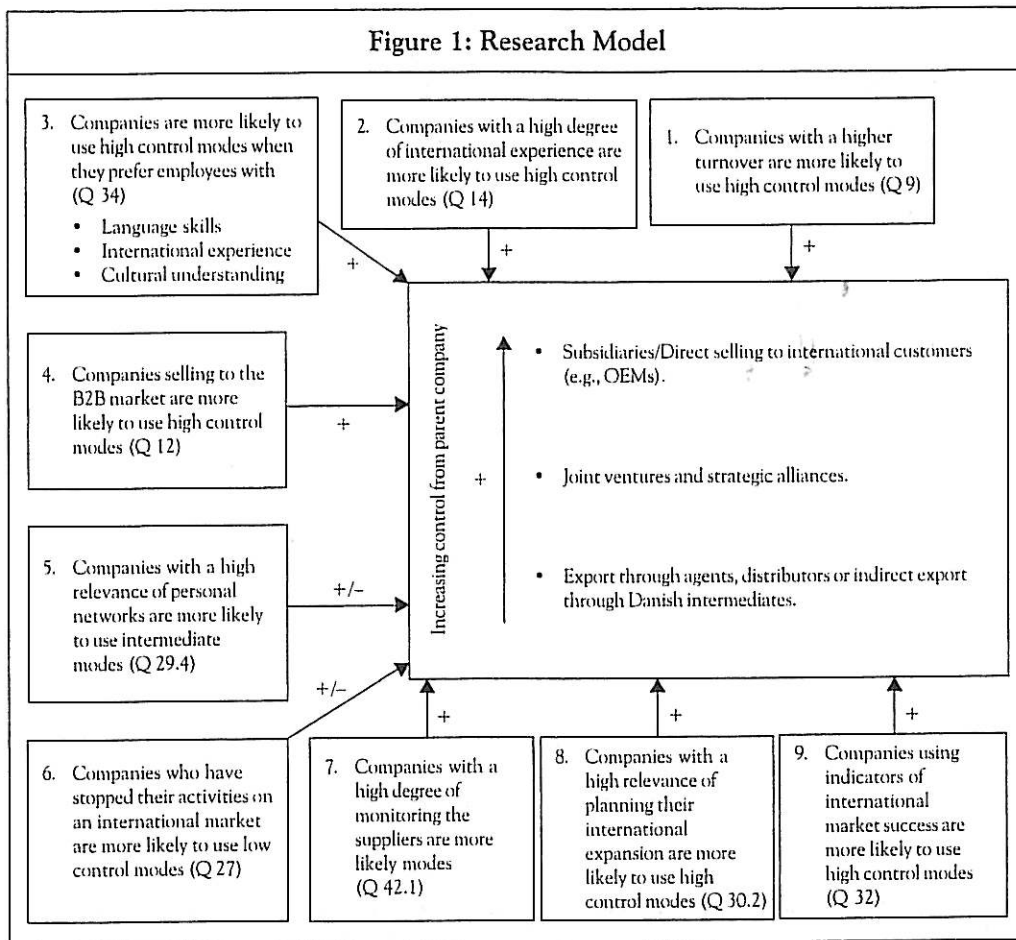 Figure 1: Research Model
3. Companies are more likely to
use high control modes when
they prefer employees with
(Q 34)
• Language skills
• International experience
• Cultural understanding
+
2. Companies with a high degree
of international experience are
more likely to use high control
modes (Q 14)
+
1. Companies with a higher
turnover are more likely to
use high control modes (Q 9)
+
4. Companies selling to the
B2B market are more
likely to use high control
modes (Q 12)
+
5. Companies with a high
relevance of personal
networks are more likely
to use intermediate
modes (Q 29.4)
+/–
Increasing control from parent company
+
• Subsidiaries/Direct selling to international customers
(e.g., OEMs).
• Joint ventures and strategic alliances.
• Export through agents, distributors or indirect export
through Danish intermediates.
6. Companies who have
stopped their activities on
an international market
are more likely to use low
control modes (Q 27)
+/–
7. Companies with a
high degree of
monitoring the
suppliers are more
likely modes
(Q 42.1)
+
8. Companies with a
high relevance of
planning their
international
expansion are more
likely to use high
control modes (Q 30.2)
+
9. Companies using
indicators of
international
market success are
more likely to use
high control modes
(Q 32)
+